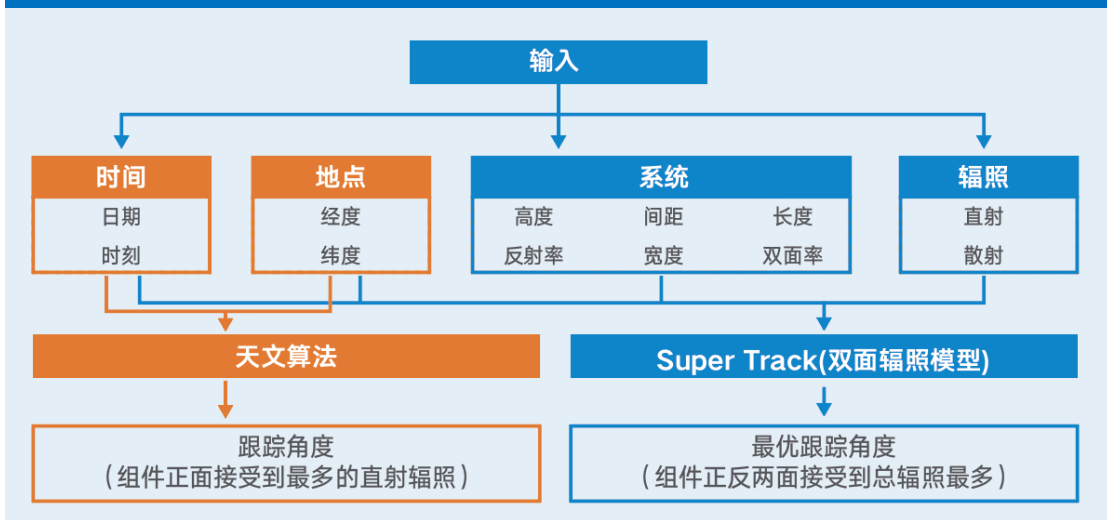 输入
时间
日期
时刻
地点
经度
纬度
系统
高度 间距 长度
反射率 宽度 双面率
辐照
直射
散射
天文算法
Super Track(双面辐照模型)
跟踪角度
(组件正面接受到最多的直射辐照)
最优跟踪角度
(组件正反两面接受到总辐照最多)